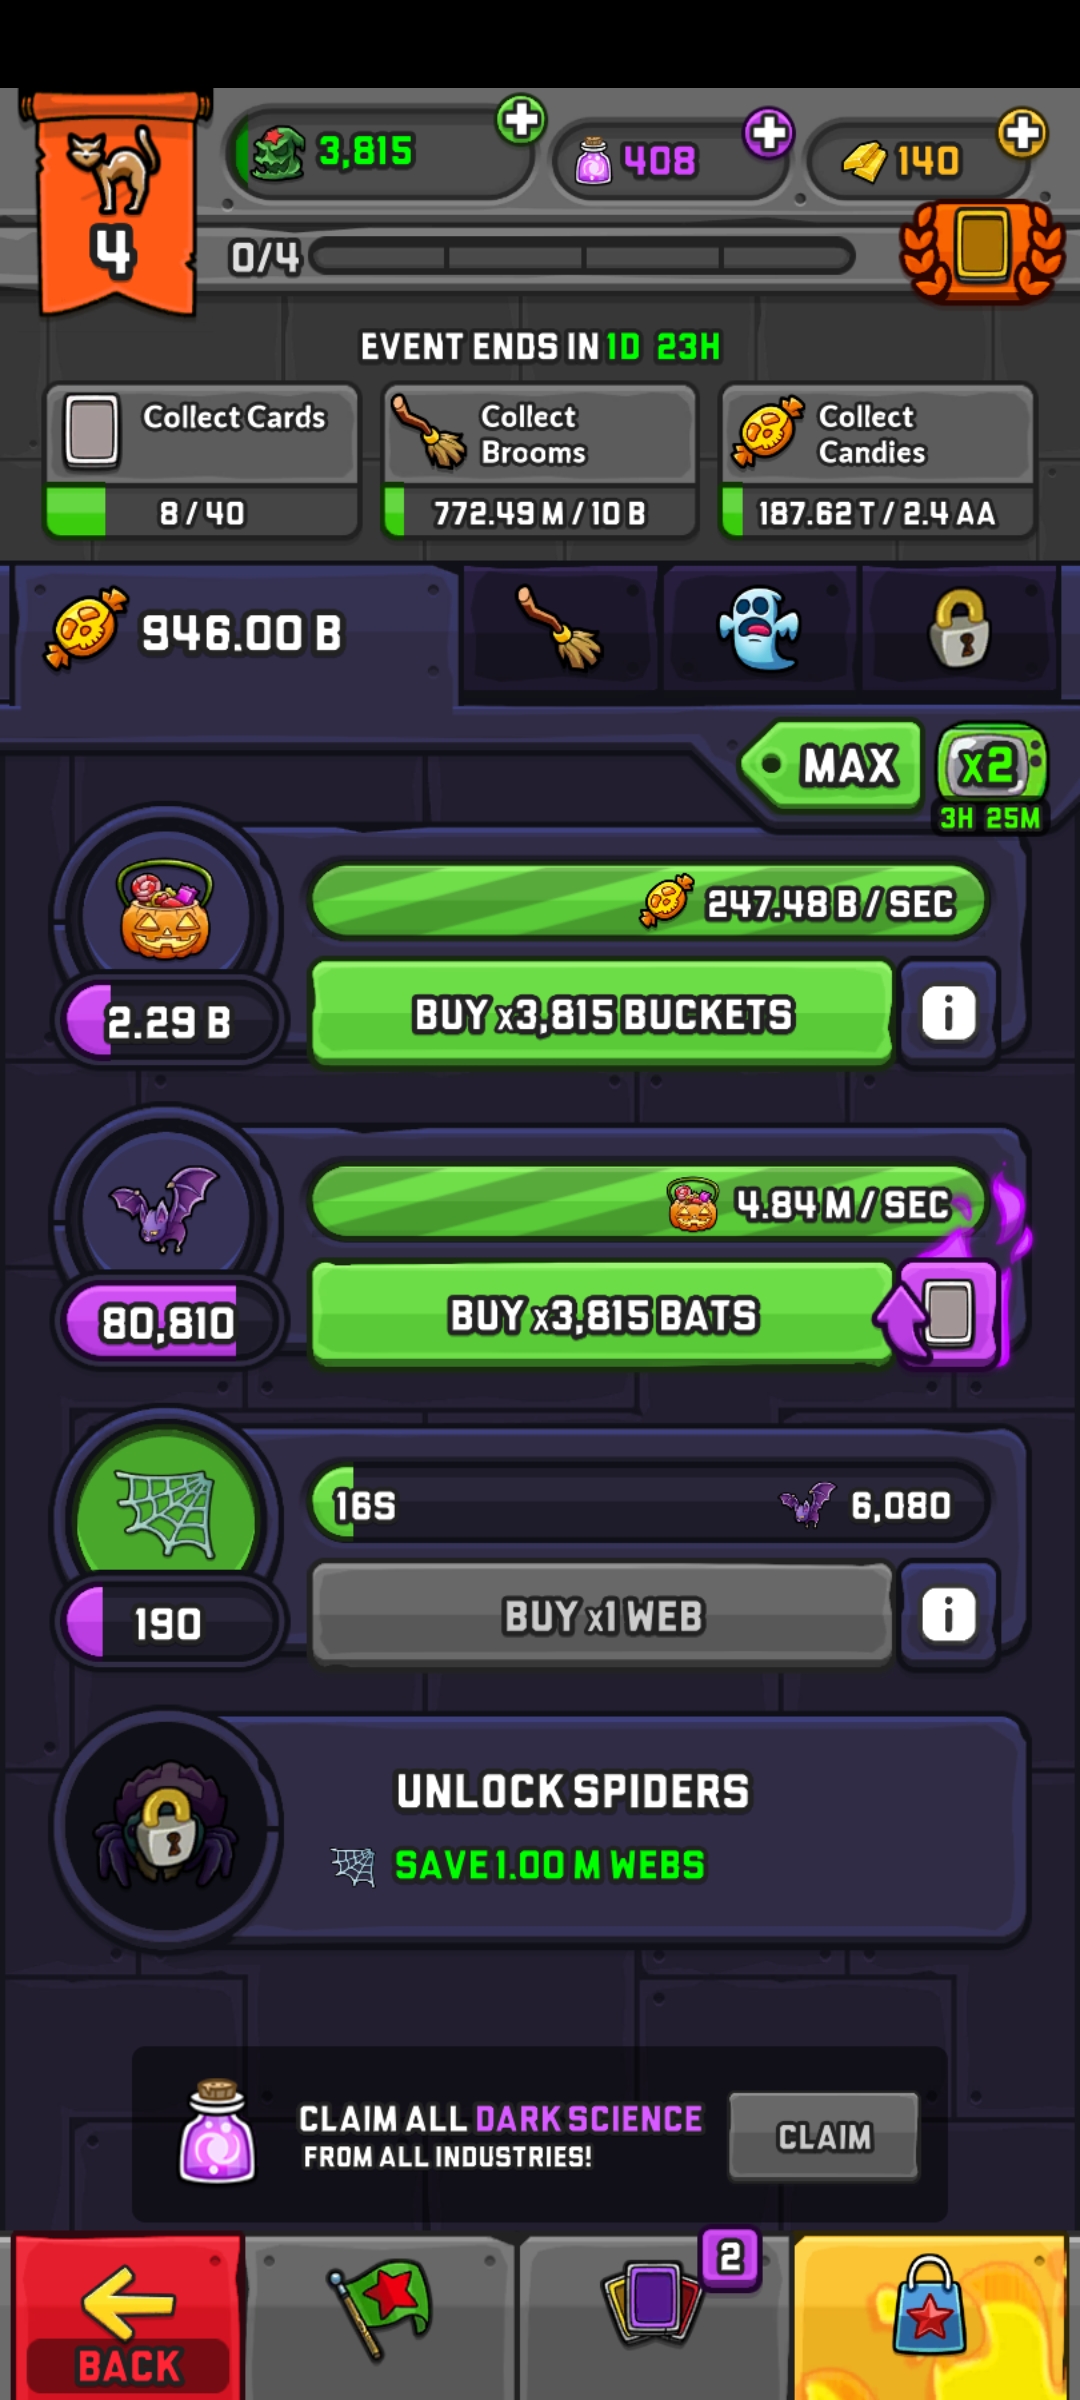 4
3,815
408
140
0/4
EVENT ENDS IN 1D 23H
Collect Cards
8 / 40
Collect
Brooms
772.49 M / 10 B
Collect
Candies
187.62 T / 2.4 AA
946.00 B
MAX
x2
3H 25M
247.48 B / SEC
2.29 B
BUY x3,815 BUCKETS
i
4.84 M / SEC
80,810
BUY x3,815 BATS
16S
6,080
190
BUY x1 WEB
i
UNLOCK SPIDERS
SAVE 1.00 M WEBS
CLAIM ALL DARK SCIENCE
FROM ALL INDUSTRIES!
CLAIM
BACK
2